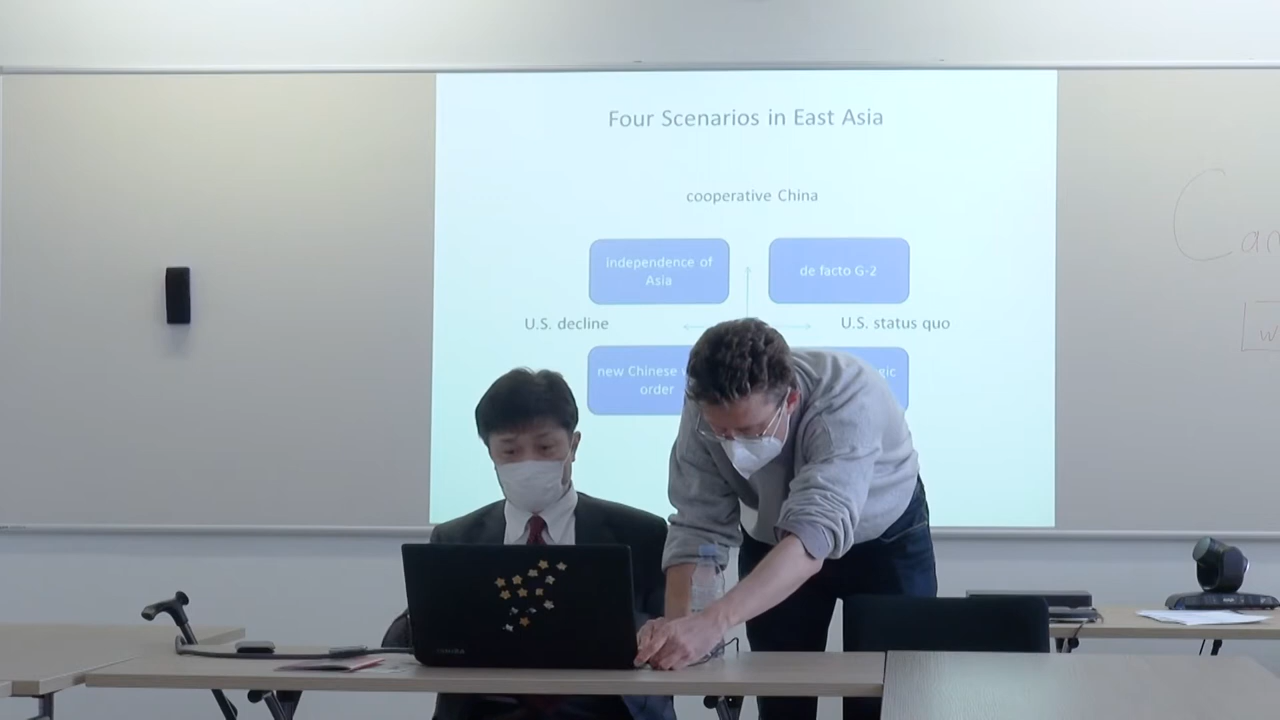 Four Scenarios in East Asia
cooperative China
independence of
Asia
de facto G-2
U.S. decline
U.S. status quo
new Chinese
order